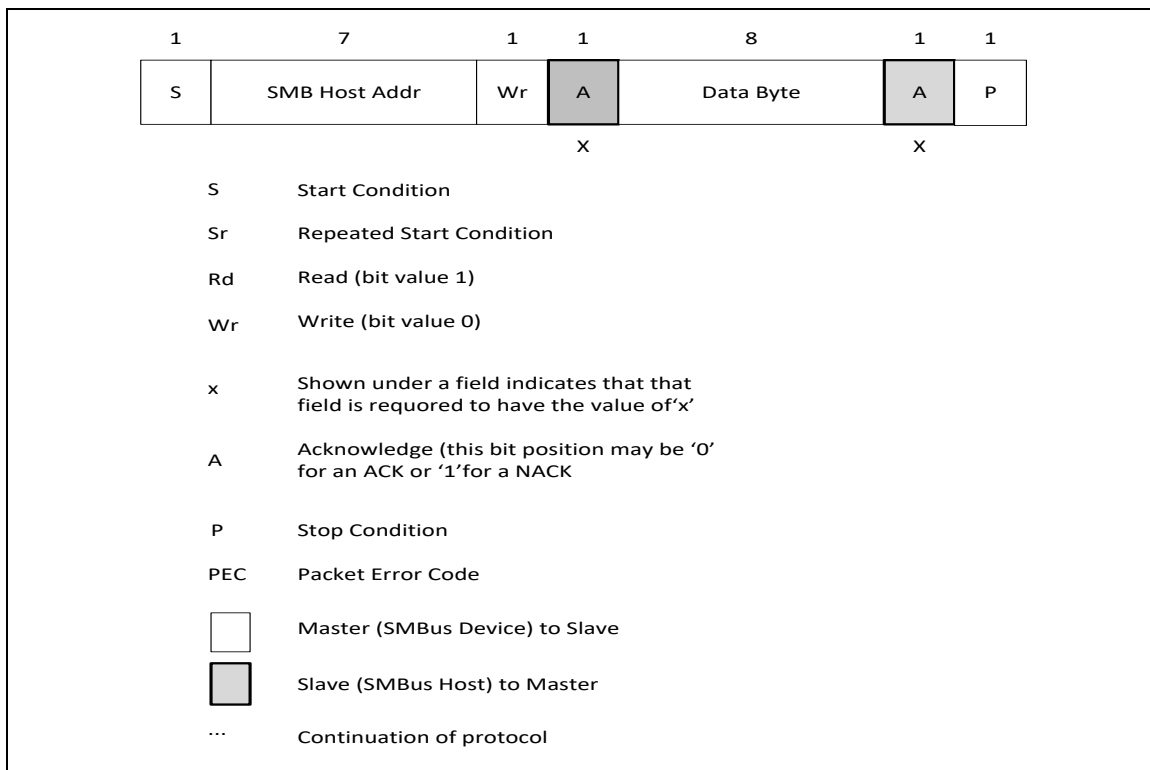 1 7 1 1 8 1 1
S SMB Host Addr Wr A Data Byte A P
x x
S Start Condition
Sr Repeated Start Condition
Rd Read (bit value 1)
Wr Write (bit value 0)
x Shown under a field indicates that that
field is requored to have the value of‘x’
A Acknowledge (this bit position may be ‘0’
for an ACK or ‘1’for a NACK
P Stop Condition
PEC Packet Error Code
Master (SMBus Device) to Slave
Slave (SMBus Host) to Master
... Continuation of protocol